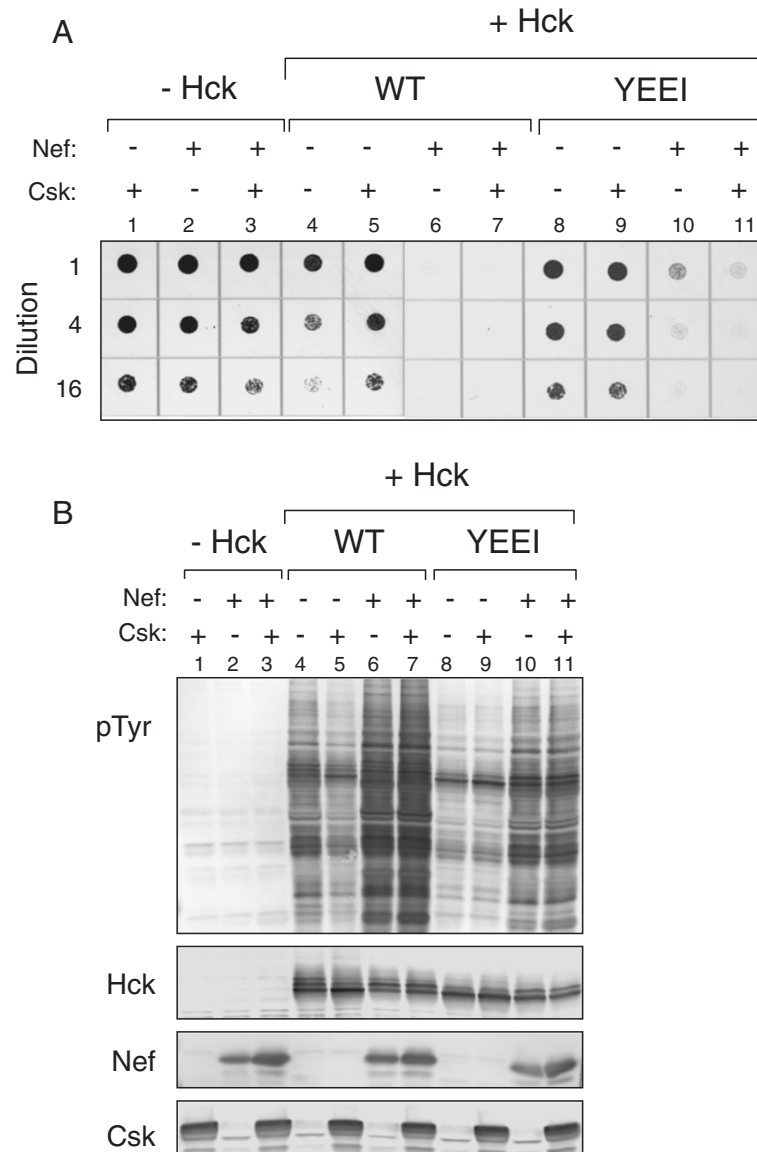 A
+ Hck
- Hck WT YEEI
Nef: - + + - - + + - - + +
Csk: + - + - + - + - + - +
1 2 3 4 5 6 7 8 9 10 11
Dilution
1
4
16
+ Hck
B
- Hck WT YEEI
Nef: - + + - - + + - - + +
Csk: + - + - + - + - + - +
1 2 3 4 5 6 7 8 9 10 11
pTyr
Hck
Nef
Csk